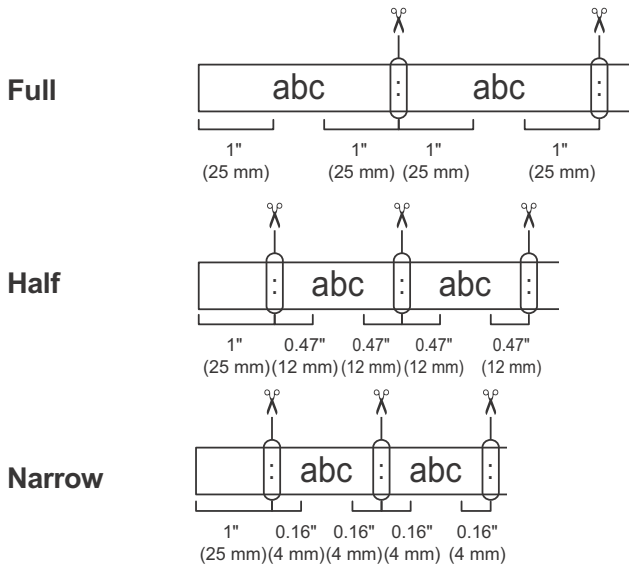 Full
abc : abc :
1" 1" 1" 1"
(25 mm) (25 mm) (25 mm) (25 mm)
Half
: abc : abc :
1" 0.47" 0.47" 0.47" 0.47"
(25 mm) (12 mm) (12 mm) (12 mm) (12 mm)
Narrow
: abc : abc :
1" 0.16" 0.16" 0.16" 0.16"
(25 mm) (4 mm) (4 mm) (4 mm) (4 mm)